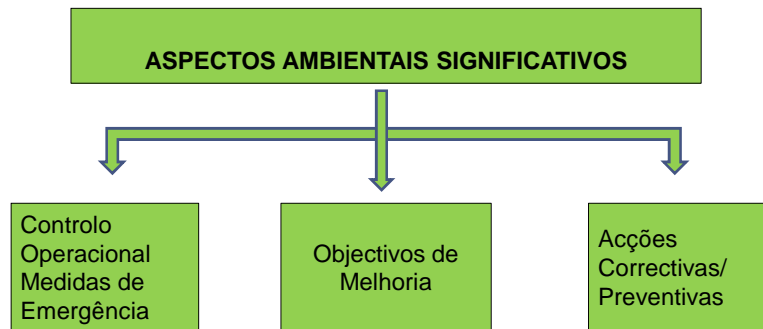 ASPECTOS AMBIENTAIS SIGNIFICATIVOS
Controlo
Operacional
Medidas de
Emergência
Objectivos de
Melhoria
Acções
Correctivas/
Preventivas